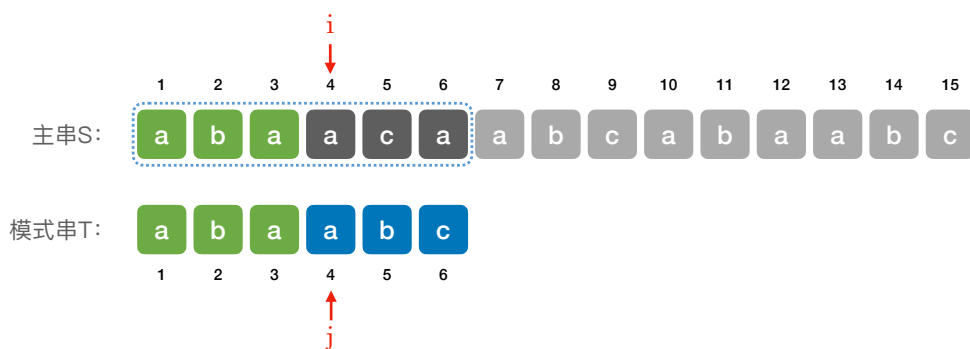 i
1 2 3 4 5 6 7 8 9 10 11 12 13 14 15
主串S: a b a a c a a b c a b a a b c
模式串T: a b a a b c
1 2 3 4 5 6
j